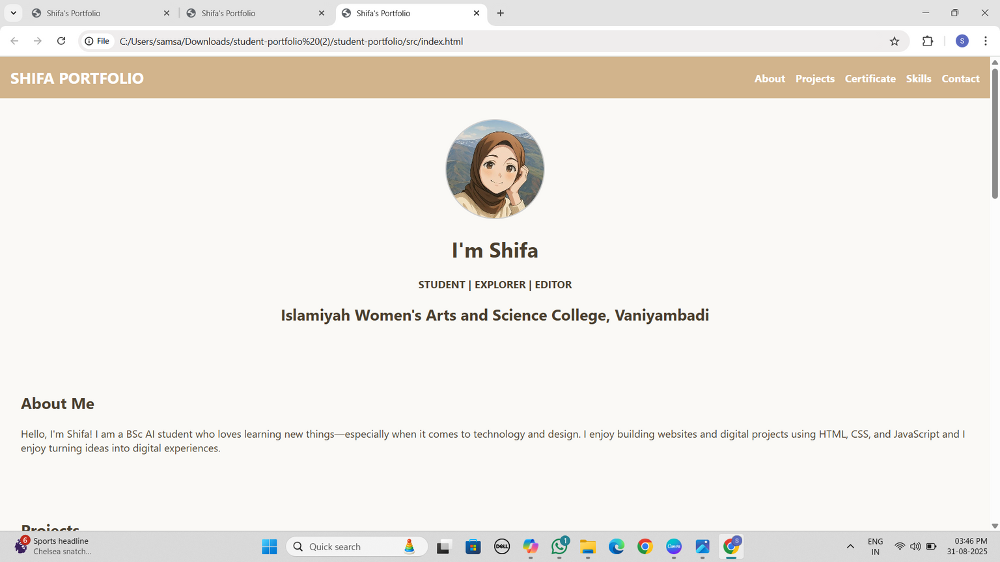 Shifa's Portfolio
Shifa's Portfolio
Shifa's Portfolio
File
C:/Users/samsa/Downloads/student-portfolio%20(2)/student-portfolio/src/index.html
S
SHIFA PORTFOLIO
About Projects Certificate Skills Contact
I'm Shifa
STUDENT | EXPLORER | EDITOR
Islamiyah Women's Arts and Science College, Vaniyambadi
About Me
Hello, I'm Shifa! I am a BSc AI student who loves learning new things—especially when it comes to technology and design. I enjoy building websites and digital projects using HTML, CSS, and JavaScript and I
enjoy turning ideas into digital experiences.
Projects
6
Sports headline
Chelsea snatch...
Quick search
DELL
1
Canva
S
ENG
IN
03:46 PM
31-08-2025